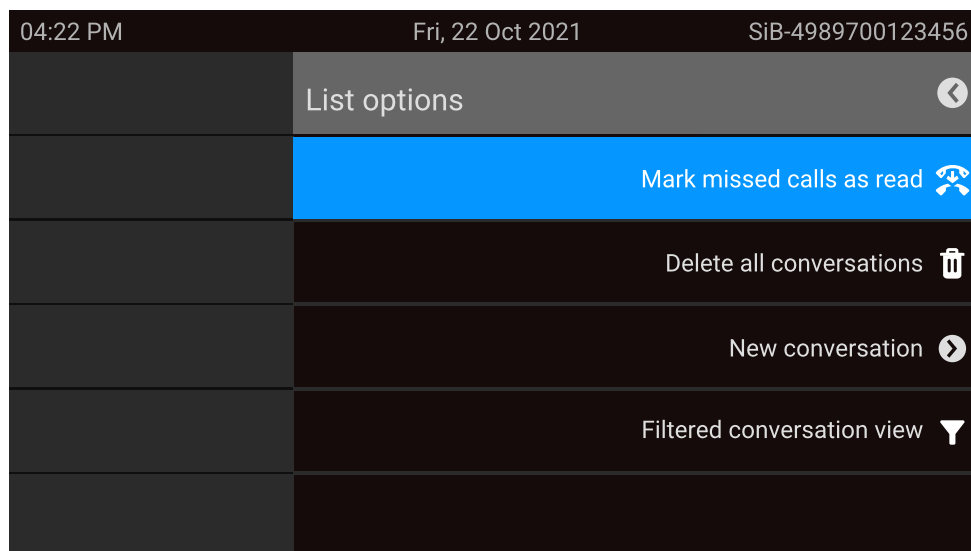 04:22 PM Fri, 22 Oct 2021 SiB-4989700123456
List options
Mark missed calls as read
Delete all conversations
New conversation
Filtered conversation view